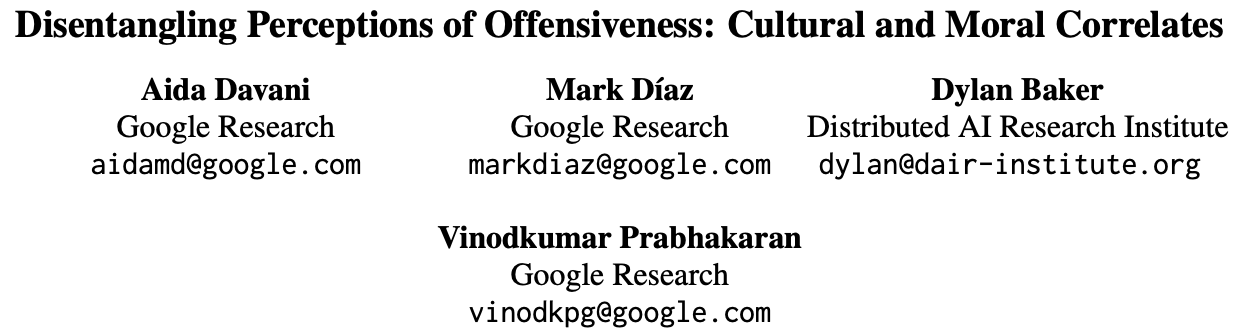 Disentangling Perceptions of Offensiveness: Cultural and Moral Correlates
Aida Davani
Google Research
aidamd@google.com
Mark Díaz
Google Research
markdiaz@google.com
Dylan Baker
Distributed AI Research Institute
dylan@dair-institute.org
Vinodkumar Prabhakaran
Google Research
vinodkpg@google.com